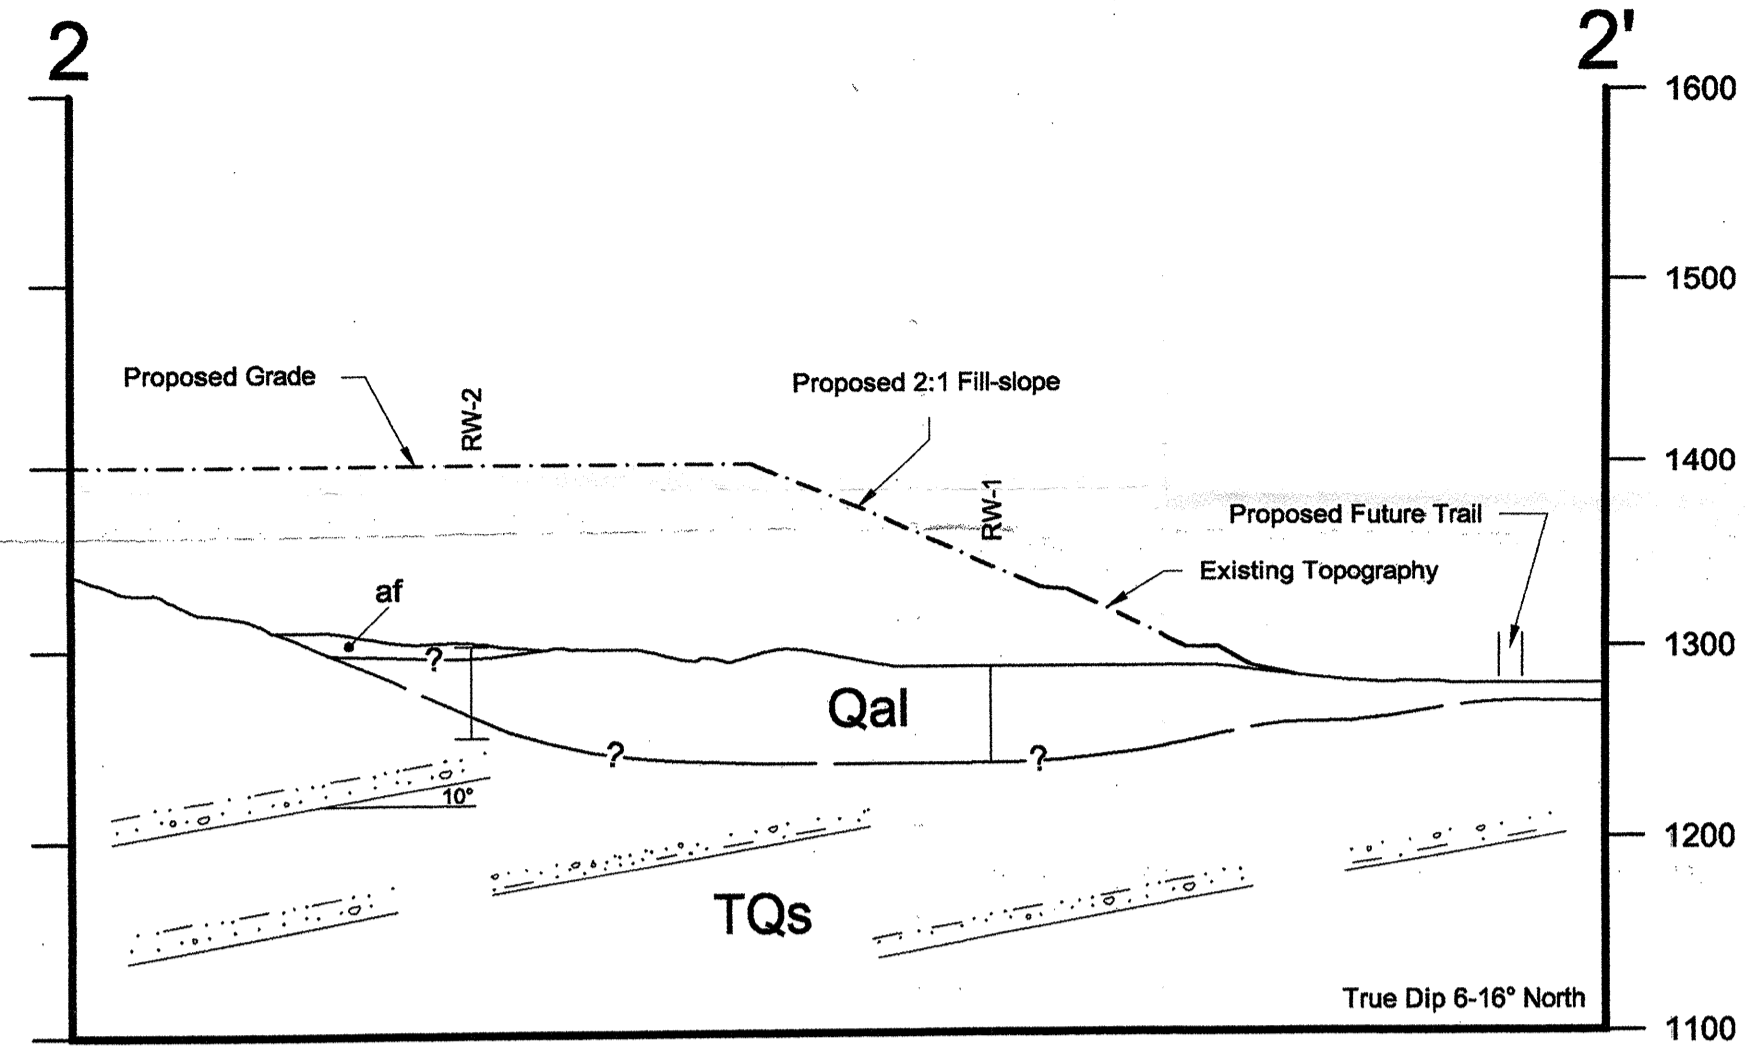 2
2'
1600
1500
Proposed Grade
RW-2
Proposed 2:1 Fill-slope
1400
RW-1
Proposed Future Trail
Existing Topography
af
1300
?
Qal
?
?
10°
1200
TQs
True Dip 6-16° North
1100